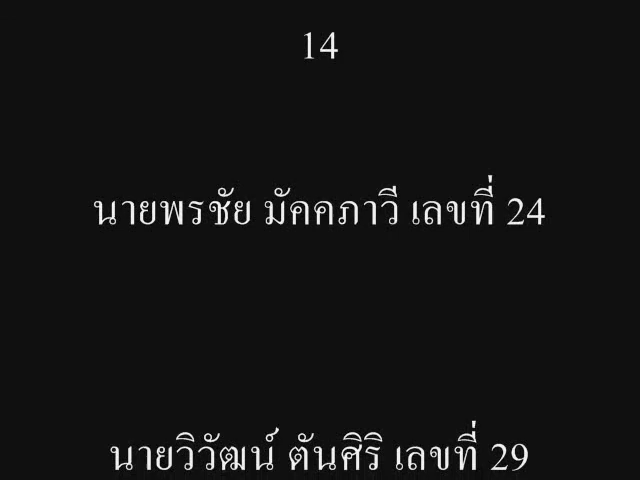 14
นายพรชัย มัคคภาวี เลขที่ 24
นายวิวัฒน์ ตันศิริ เลขที่ 29